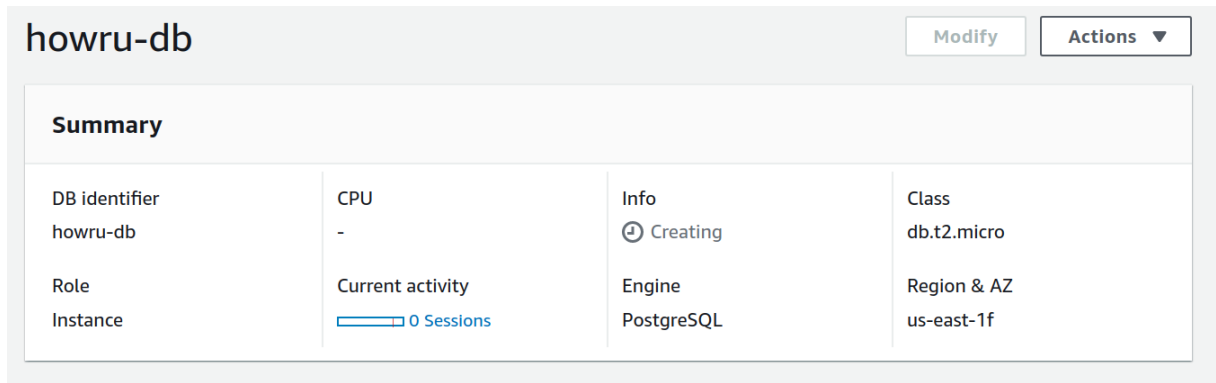 howru-db
Modify
Actions
Summary
DB identifier
CPU
Info
Class
howru-db
-
Creating
db.t2.micro
Role
Current activity
Engine
Region & AZ
Instance
0 Sessions
PostgreSQL
us-east-1f